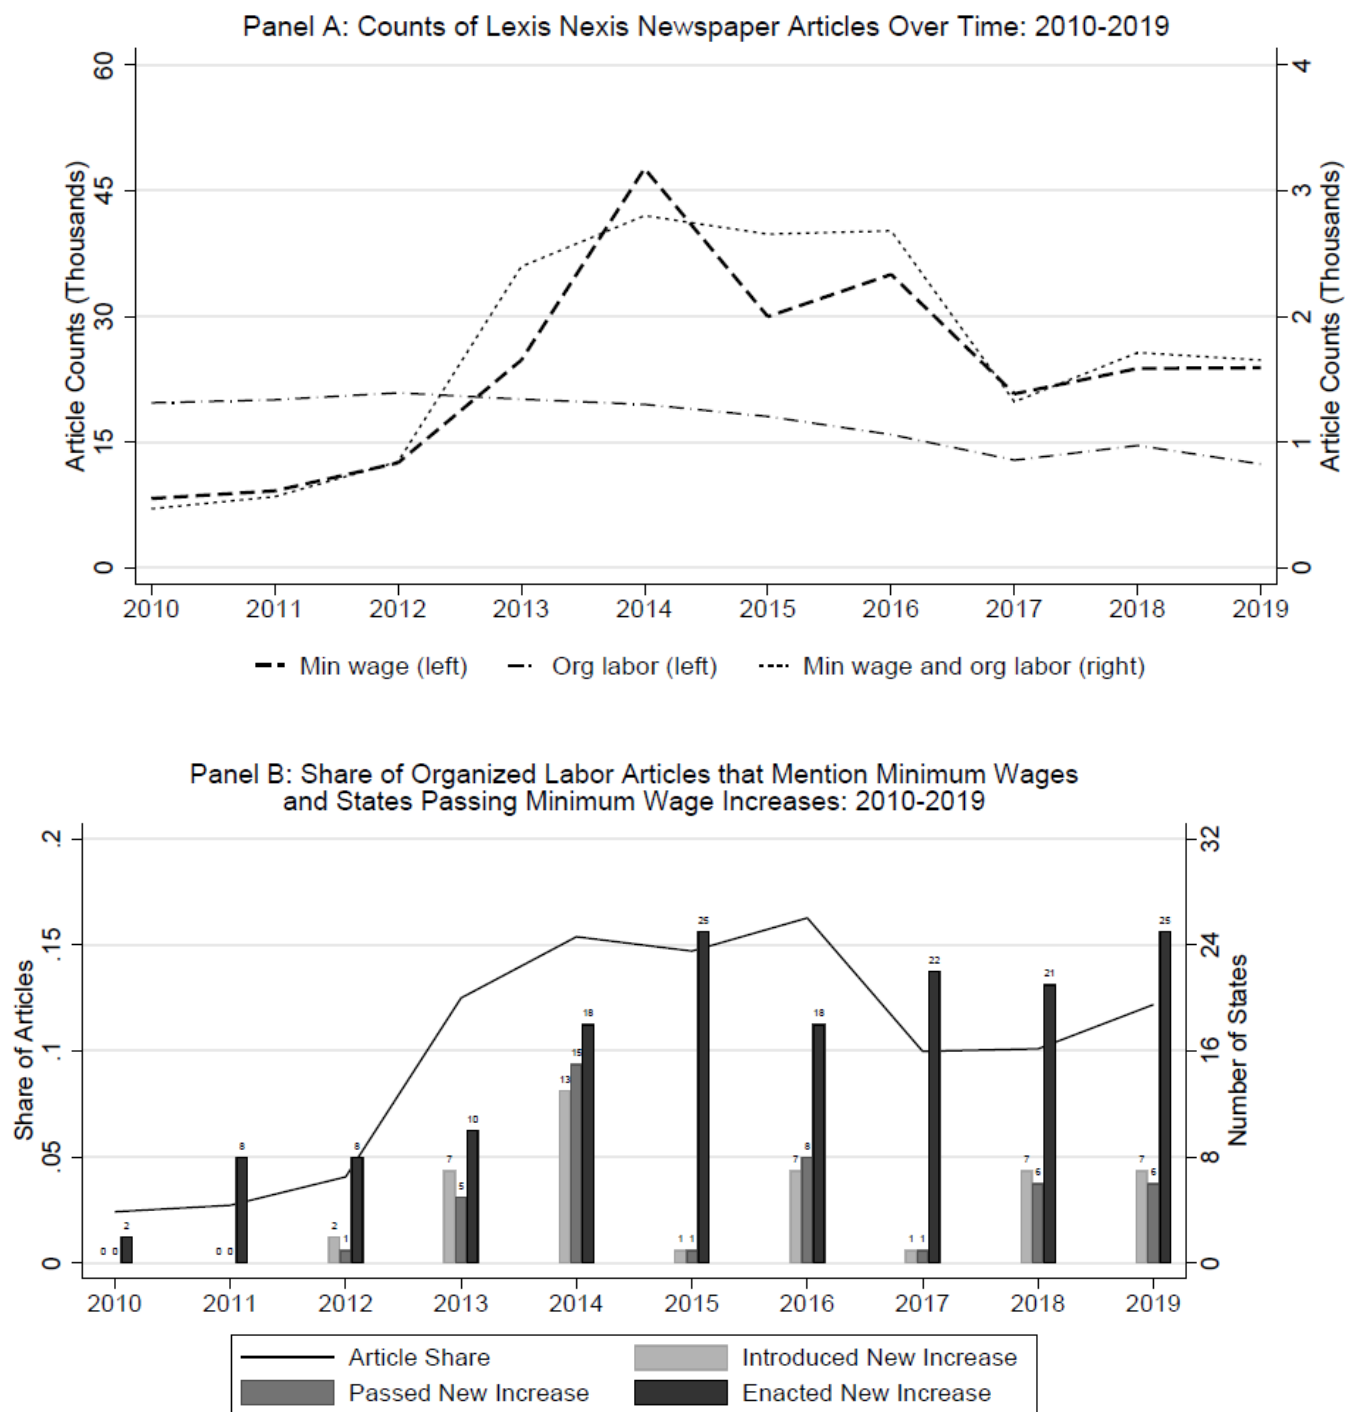 Panel A: Counts of Lexis Nexis Newspaper Articles Over Time: 2010-2019
60
45
30
15
0
Article Counts (Thousands)
4
3
2
1
0
Article Counts (Thousands)
2010 2011 2012 2013 2014 2015 2016 2017 2018 2019
Min wage (left) Org labor (left) Min wage and org labor (right)
Panel B: Share of Organized Labor Articles that Mention Minimum Wages
and States Passing Minimum Wage Increases: 2010-2019
.2
.15
.1
.05
0
Share of Articles
32
24
16
8
0
Number of States
0 0 2
0 0 8
2 1 8
7 5 10
13 15 18
1 1 25
7 8 18
1 1 22
7 6 21
7 6 25
2010 2011 2012 2013 2014 2015 2016 2017 2018 2019
Article Share Introduced New Increase
Passed New Increase Enacted New Increase